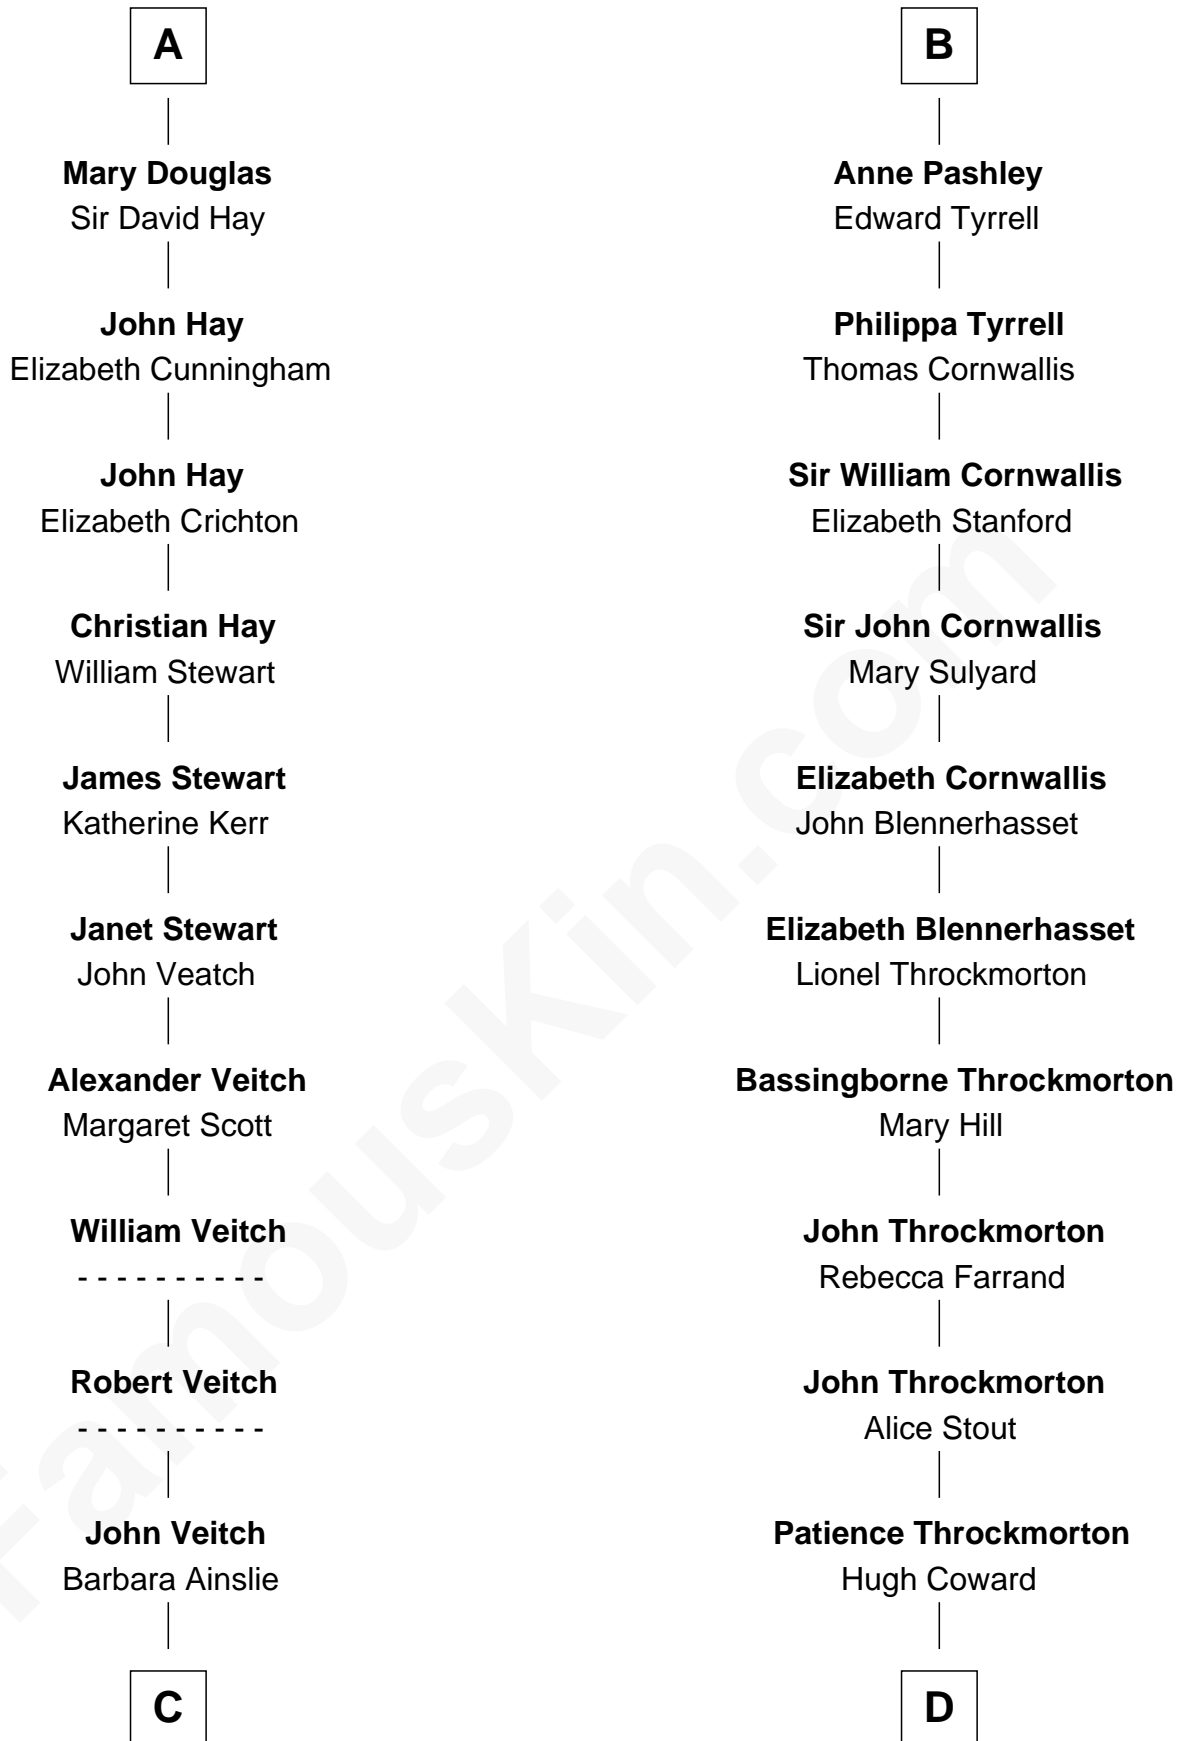 A
Mary Douglas
Sir David Hay
John Hay
Elizabeth Cunningham
John Hay
Elizabeth Crichton
Christian Hay
William Stewart
James Stewart
Katherine Kerr
Janet Stewart
John Veatch
Alexander Veitch
Margaret Scott
William Veitch
- - - - - - - - - -
Robert Veitch
- - - - - - - - - -
John Veitch
Barbara Ainslie
C
B
Anne Pashley
Edward Tyrrell
Philippa Tyrrell
Thomas Cornwallis
Sir William Cornwallis
Elizabeth Stanford
Sir John Cornwallis
Mary Sulyard
Elizabeth Cornwallis
John Blennerhasset
Elizabeth Blennerhasset
Lionel Throckmorton
Bassingborne Throckmorton
Mary Hill
John Throckmorton
Rebecca Farrand
John Throckmorton
Alice Stout
Patience Throckmorton
Hugh Coward
D
FamousKin.com